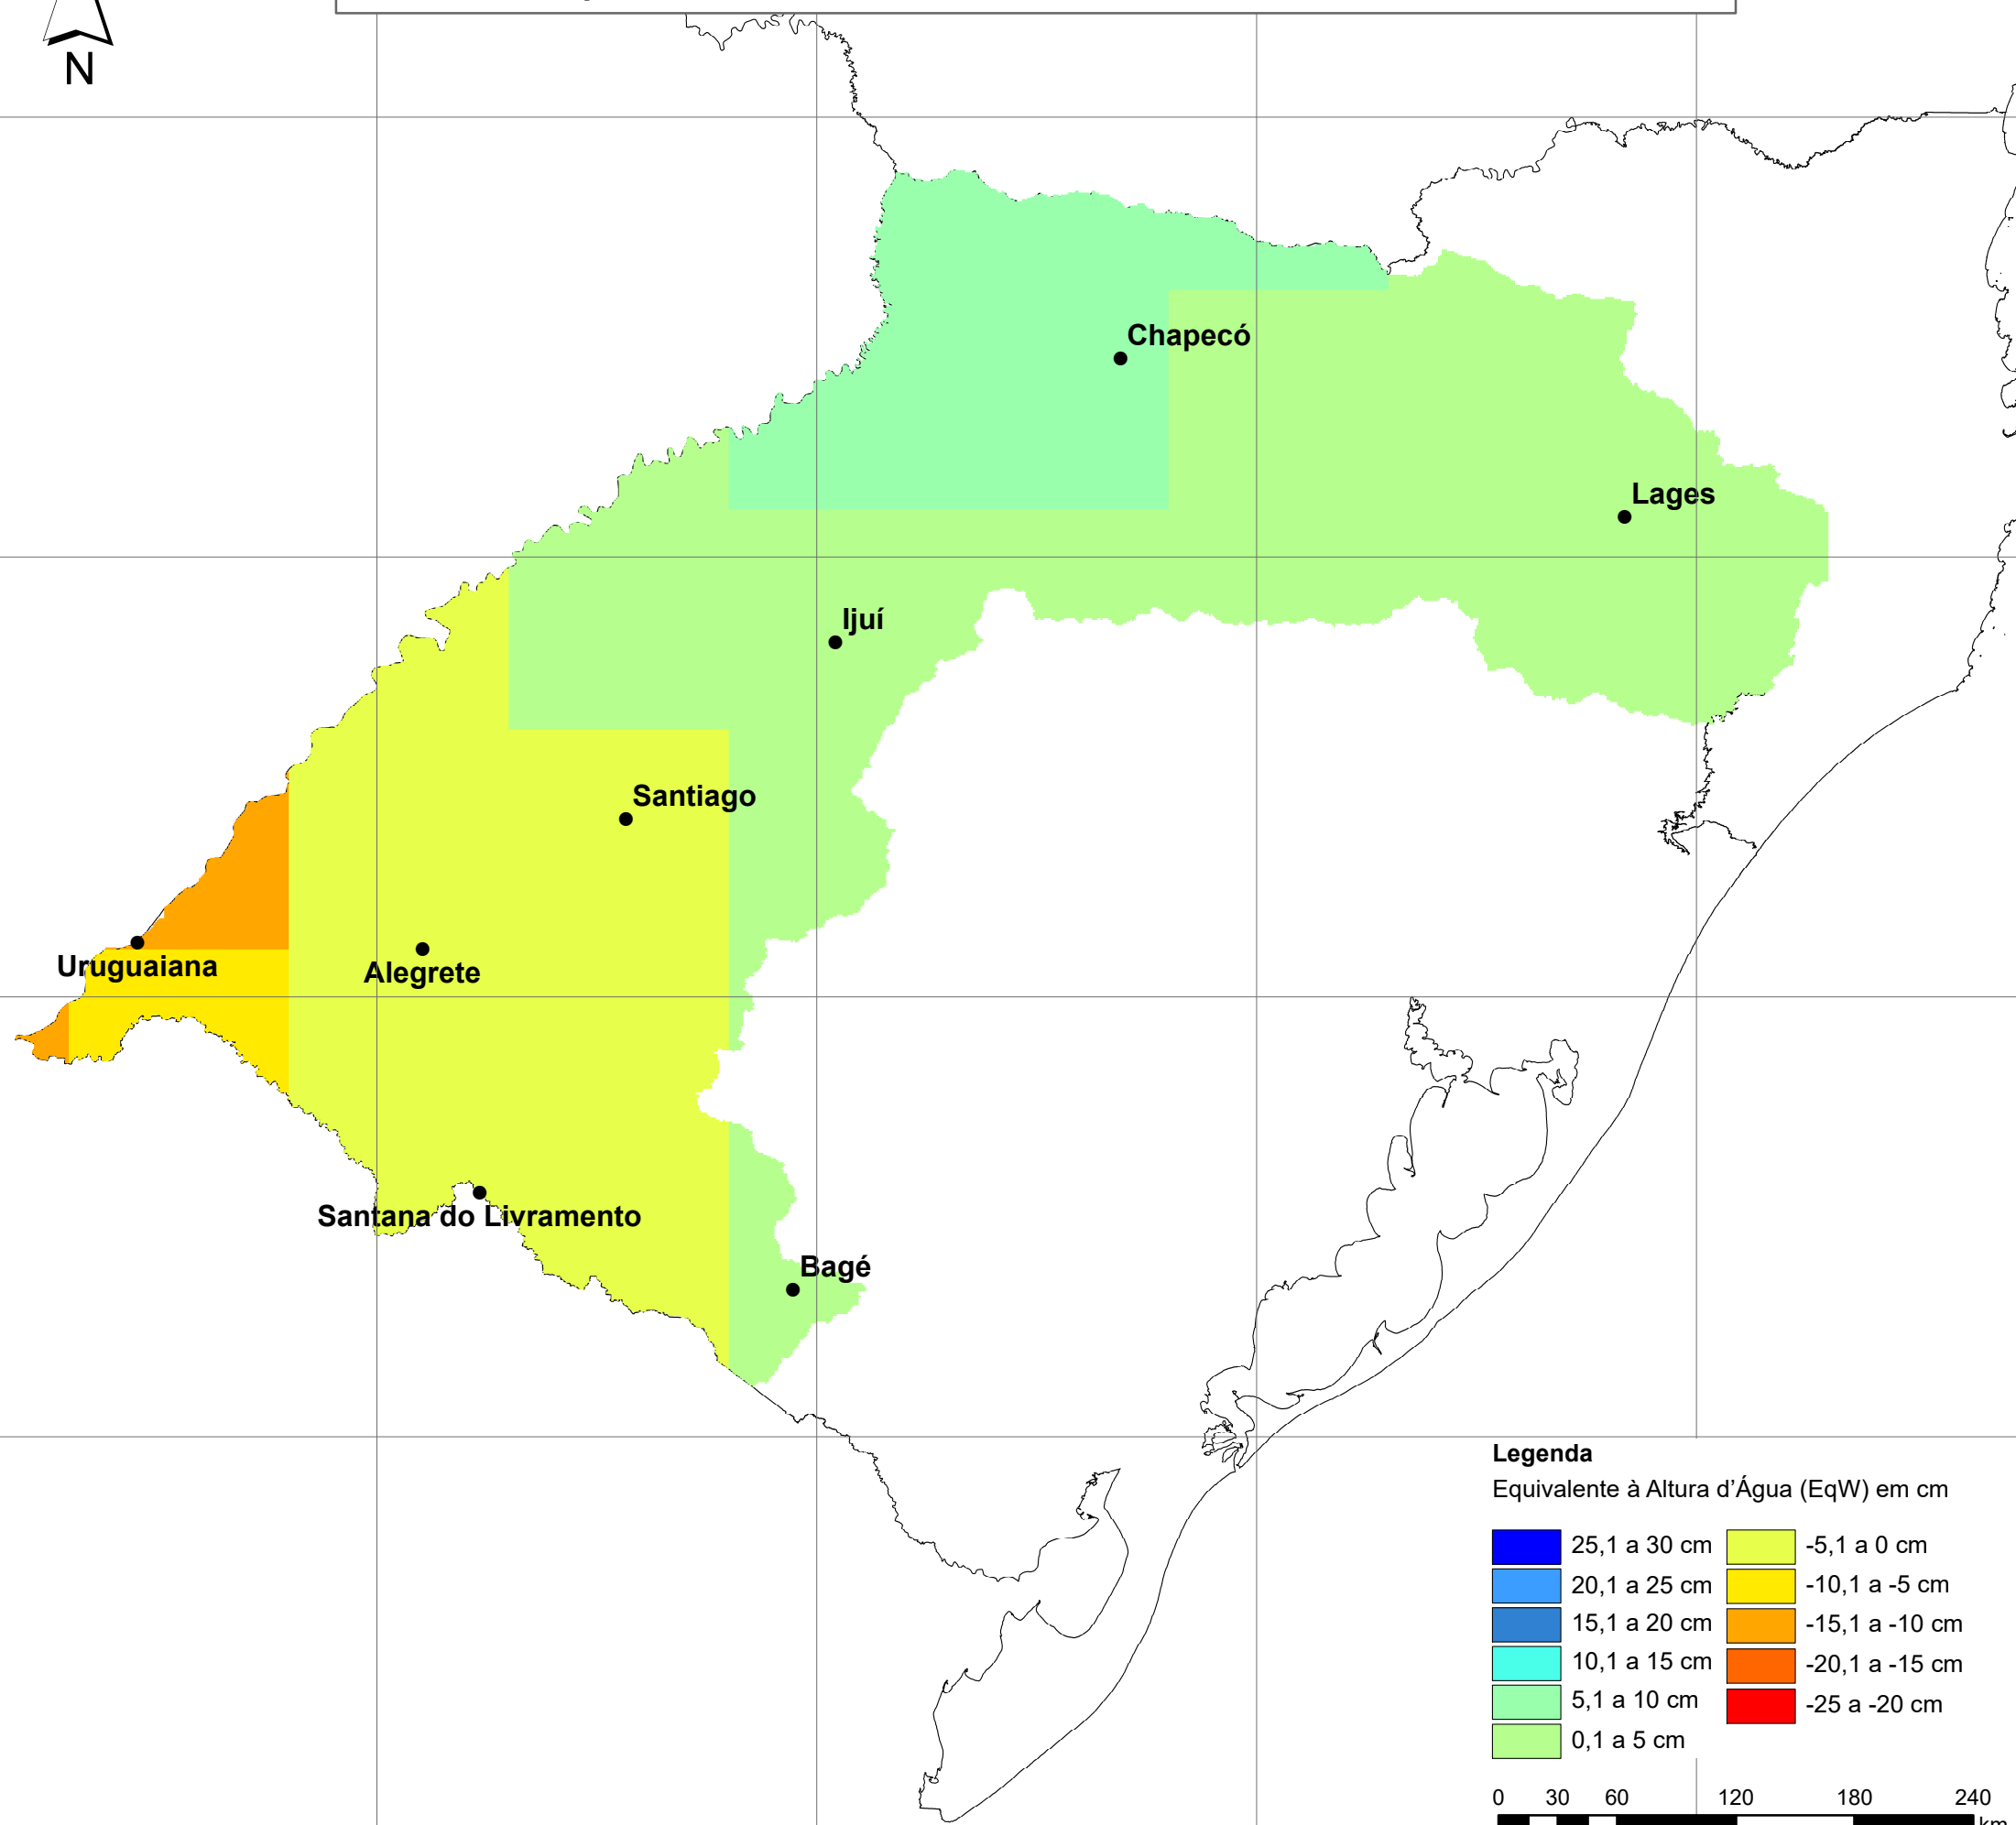 N
Chapecó
Lages
Ijuí
Santiago
Uruguaiana
Alegrete
Santana do Livramento
Bagé
Legenda
Equivalente à Altura d'Água (EqW) em cm
25,1 a 30 cm
20,1 a 25 cm
15,1 a 20 cm
10,1 a 15 cm
5,1 a 10 cm
0,1 a 5 cm
-5,1 a 0 cm
-10,1 a -5 cm
-15,1 a -10 cm
-20,1 a -15 cm
-25 a -20 cm
0 30 60 120 180 240
km